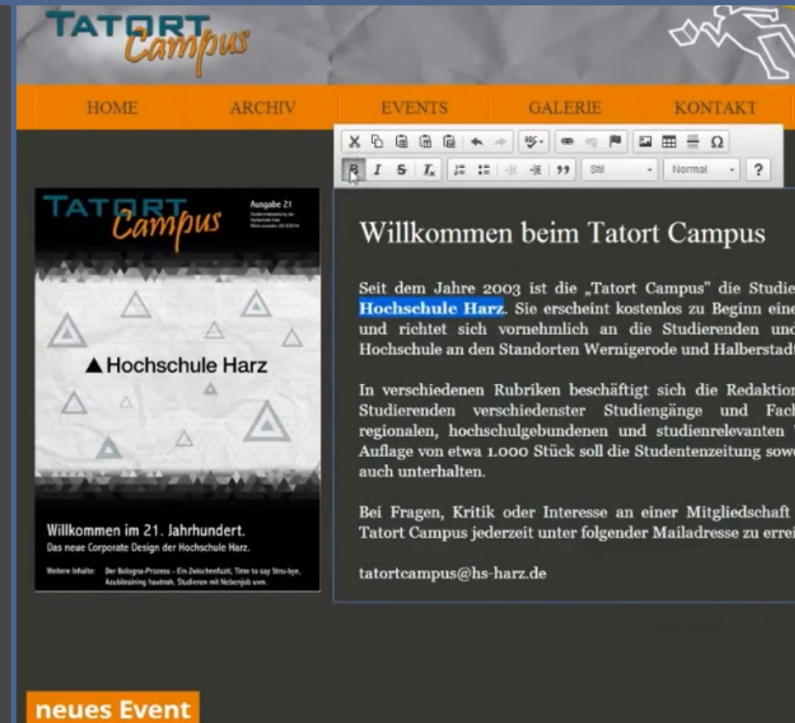 TATORT
Campus
HOME ARCHIV EVENTS GALERIE KONTAKT
ABC
B I S Ix Stil Normal ?
TATORT
Campus
Ausgabe 21
Hochschule Harz
Willkommen im 21. Jahrhundert.
Das neue Corporate Design der Hochschule Harz.
Weitere Inhalte: Der Bologna-Prozess - Ein Zwischenfazit, Time to say Stru-bye,
Azubitraining hautnah, Studieren mit Nebenjob uvm.
Willkommen beim Tatort Campus
Seit dem Jahre 2003 ist die „Tatort Campus" die Studie
Hochschule Harz. Sie erscheint kostenlos zu Beginn eine
und richtet sich vornehmlich an die Studierenden und
Hochschule an den Standorten Wernigerode und Halberstadt
In verschiedenen Rubriken beschäftigt sich die Redaktion
Studierenden verschiedenster Studiengänge und Fach
regionalen, hochschulgebundenen und studienrelevanten
Auflage von etwa 1.000 Stück soll die Studentenzeitung sowo
auch unterhalten.
Bei Fragen, Kritik oder Interesse an einer Mitgliedschaft
Tatort Campus jederzeit unter folgender Mailadresse zu errei
tatortcampus@hs-harz.de
neues Event